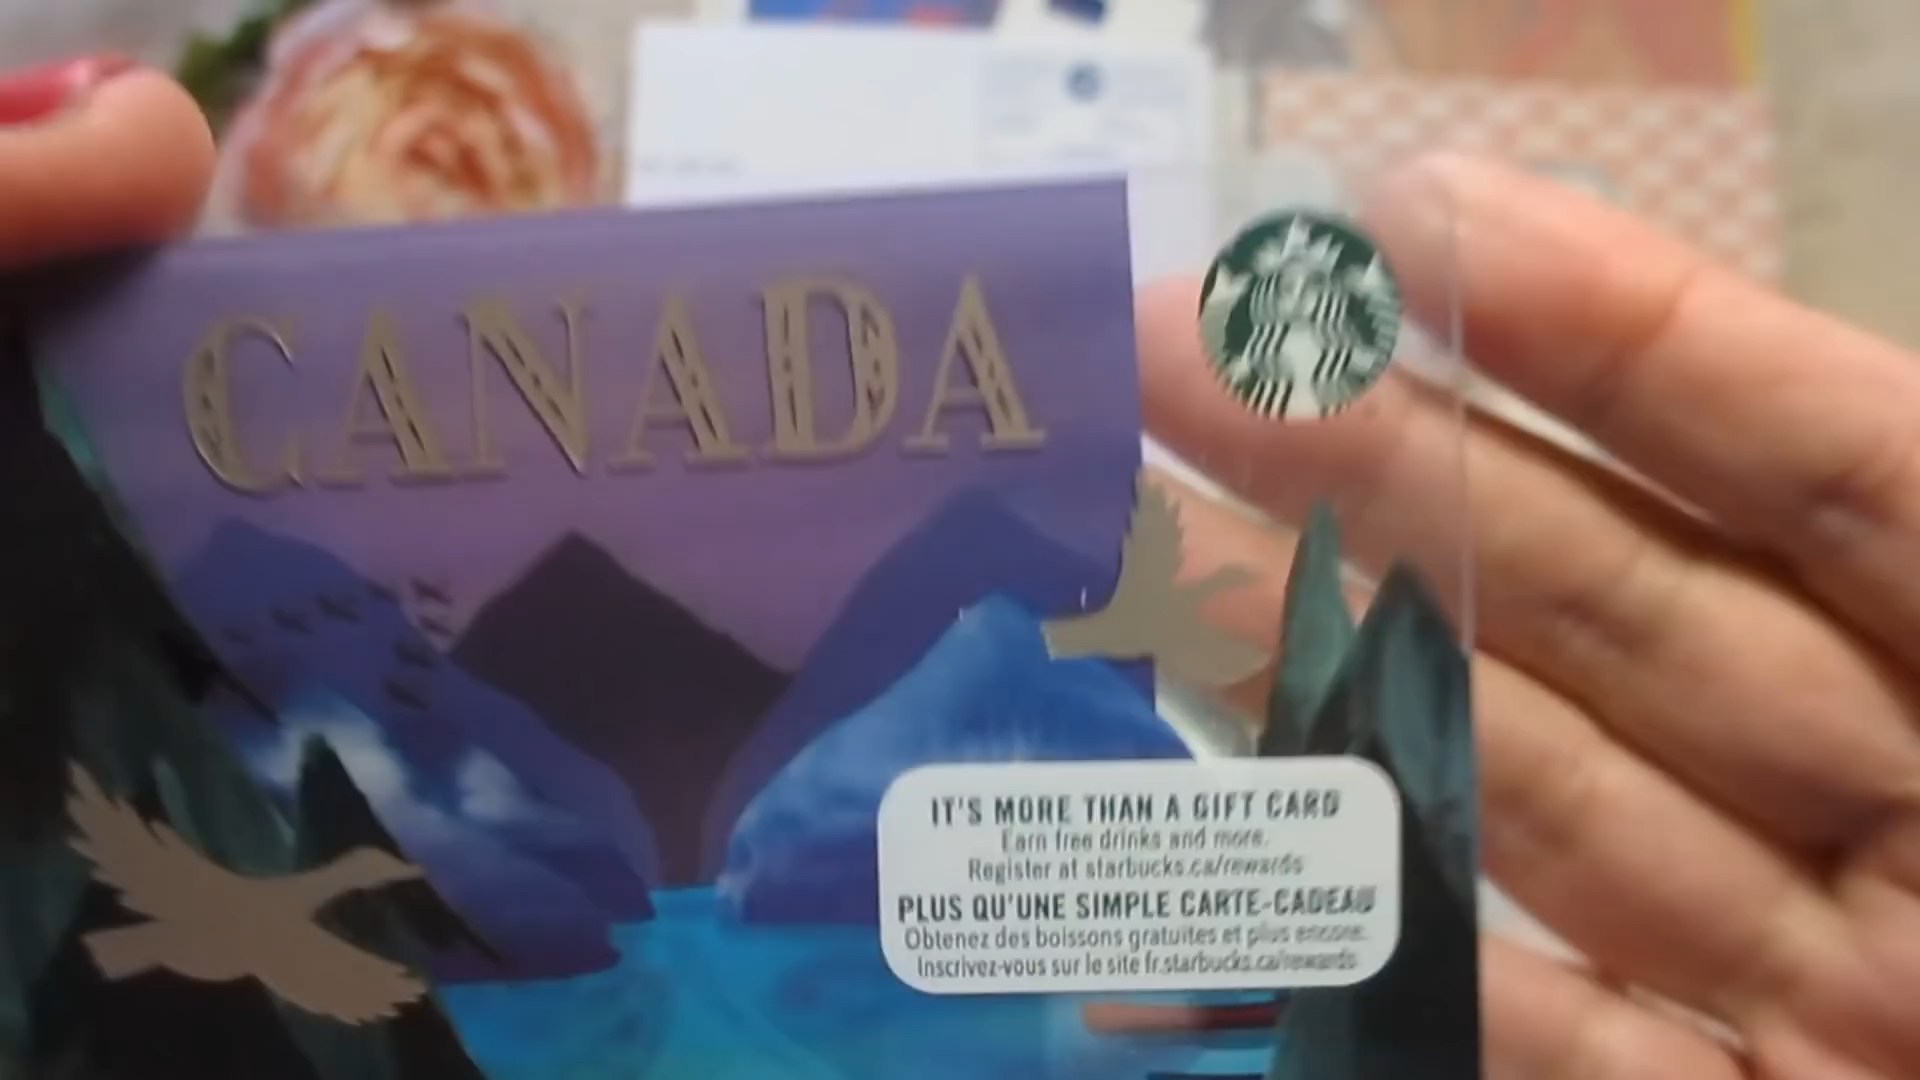 CANADA
IT'S MORE THAN A GIFT CARD
Earn free drinks and more.
Register at starbucks.ca/rewards
PLUS QU'UNE SIMPLE CARTE-CADEAU
Obtenez des boissons gratuites et plus encore.
Inscrivez-vous sur le site fr.starbucks.ca/rewards